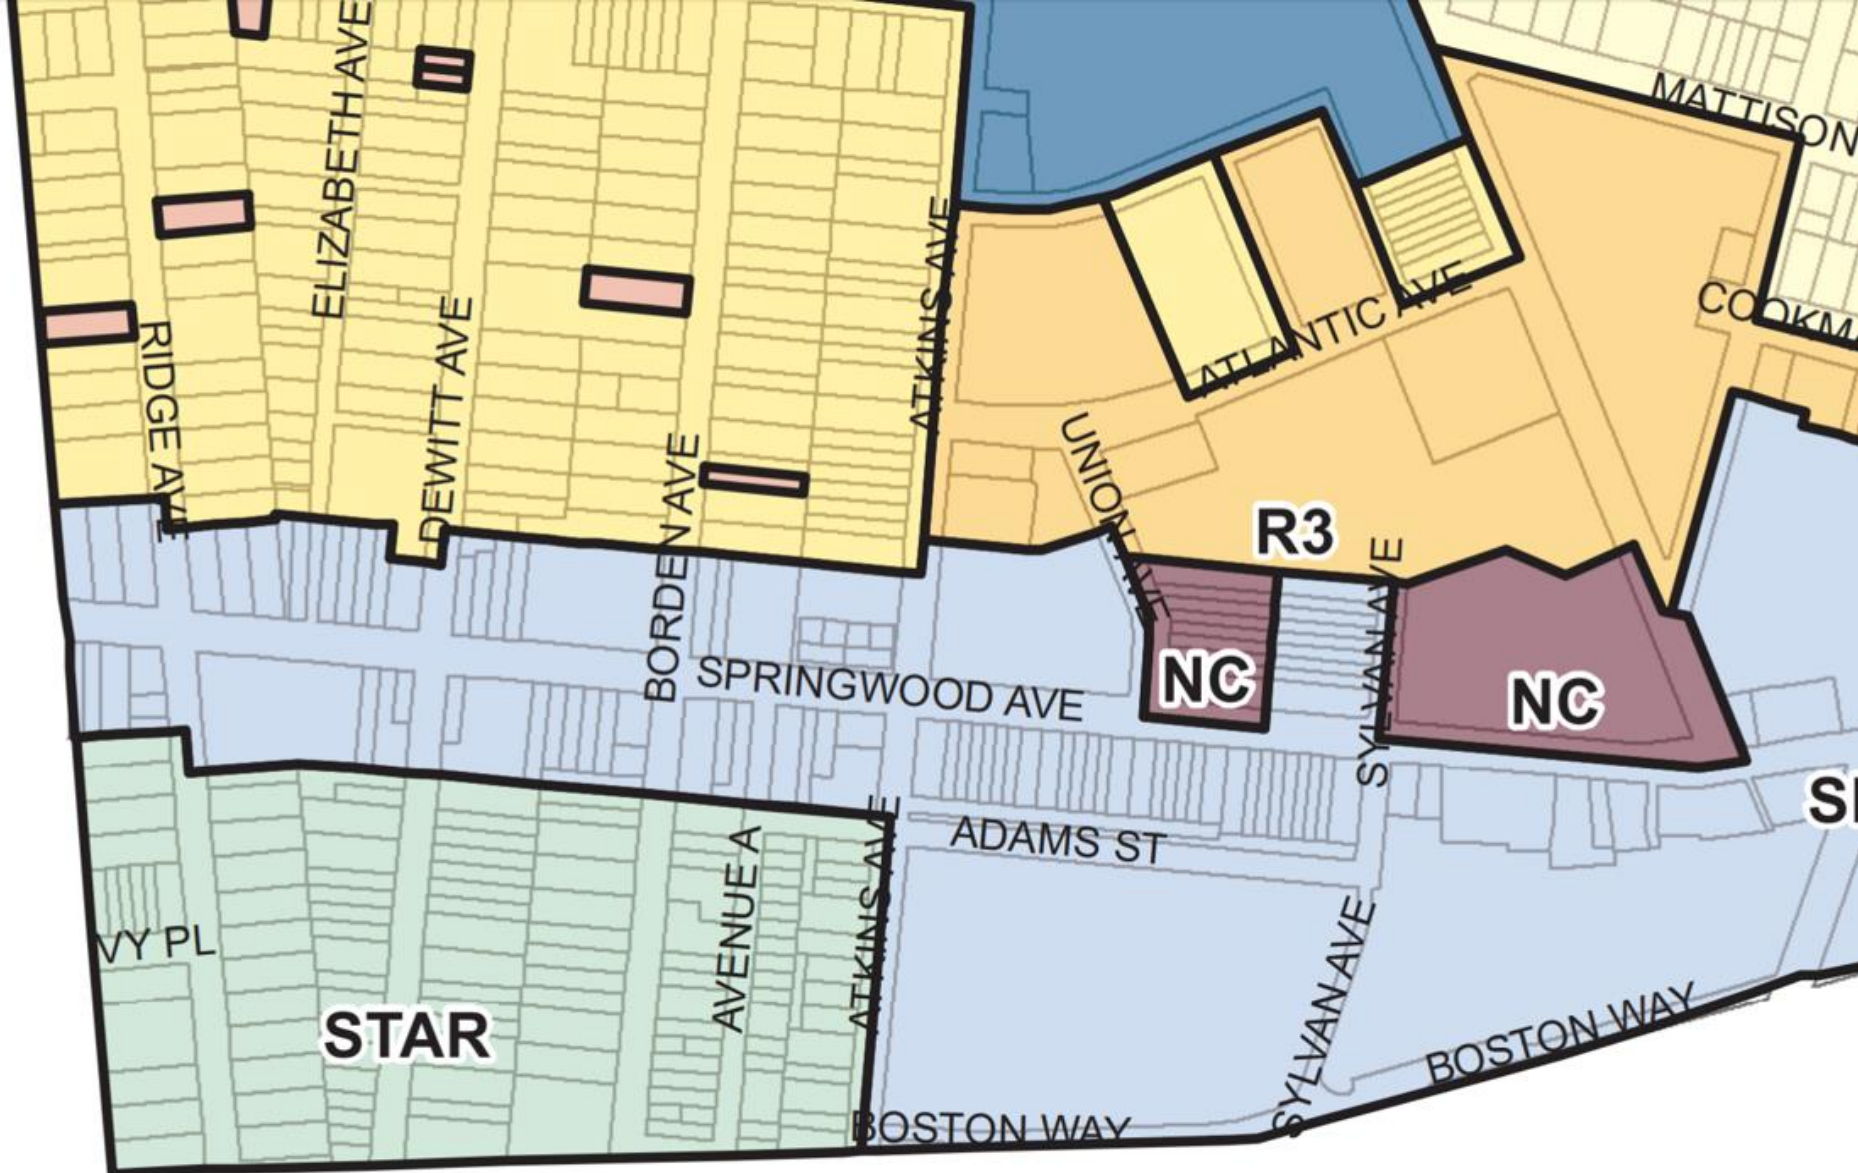 ELIZABETH AVE
MATTISON
RIDGE AVE
DEWITT AVE
ATKINS AVE
ATLANTIC AVE
COOKMA
UNION AVE
BORDEN AVE
R3
SYLVAN AVE
SPRINGWOOD AVE
NC
NC
ADAMS ST
AVENUE A
ATKINS AVE
VY PL
STAR
SYLVAN AVE
BOSTON WAY
BOSTON WAY